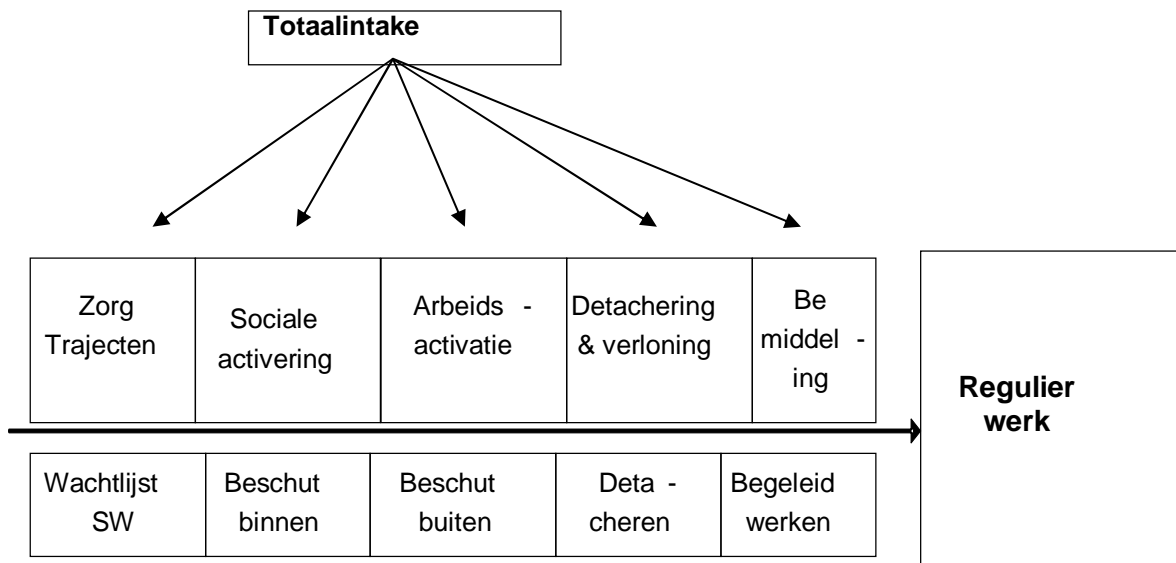 Totaalintake
Zorg
Trajecten
Sociale
activering
Arbeids -
activatie
Detachering
& verloning
Be
middel -
ing
Regulier
werk
Wachtlijst
SW
Beschut
binnen
Beschut
buiten
Deta -
cheren
Begeleid
werken